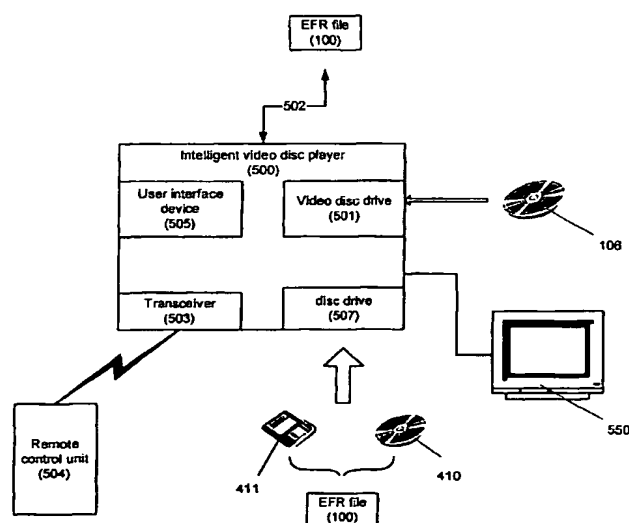 EFR file
(100)
502
Intelligent video disc player
(500)
User interface
device
(505)
Video disc drive
(501)
106
Transceiver
(503)
disc drive
(507)
550
Remote
control unit
(504)
411
410
EFR file
(100)